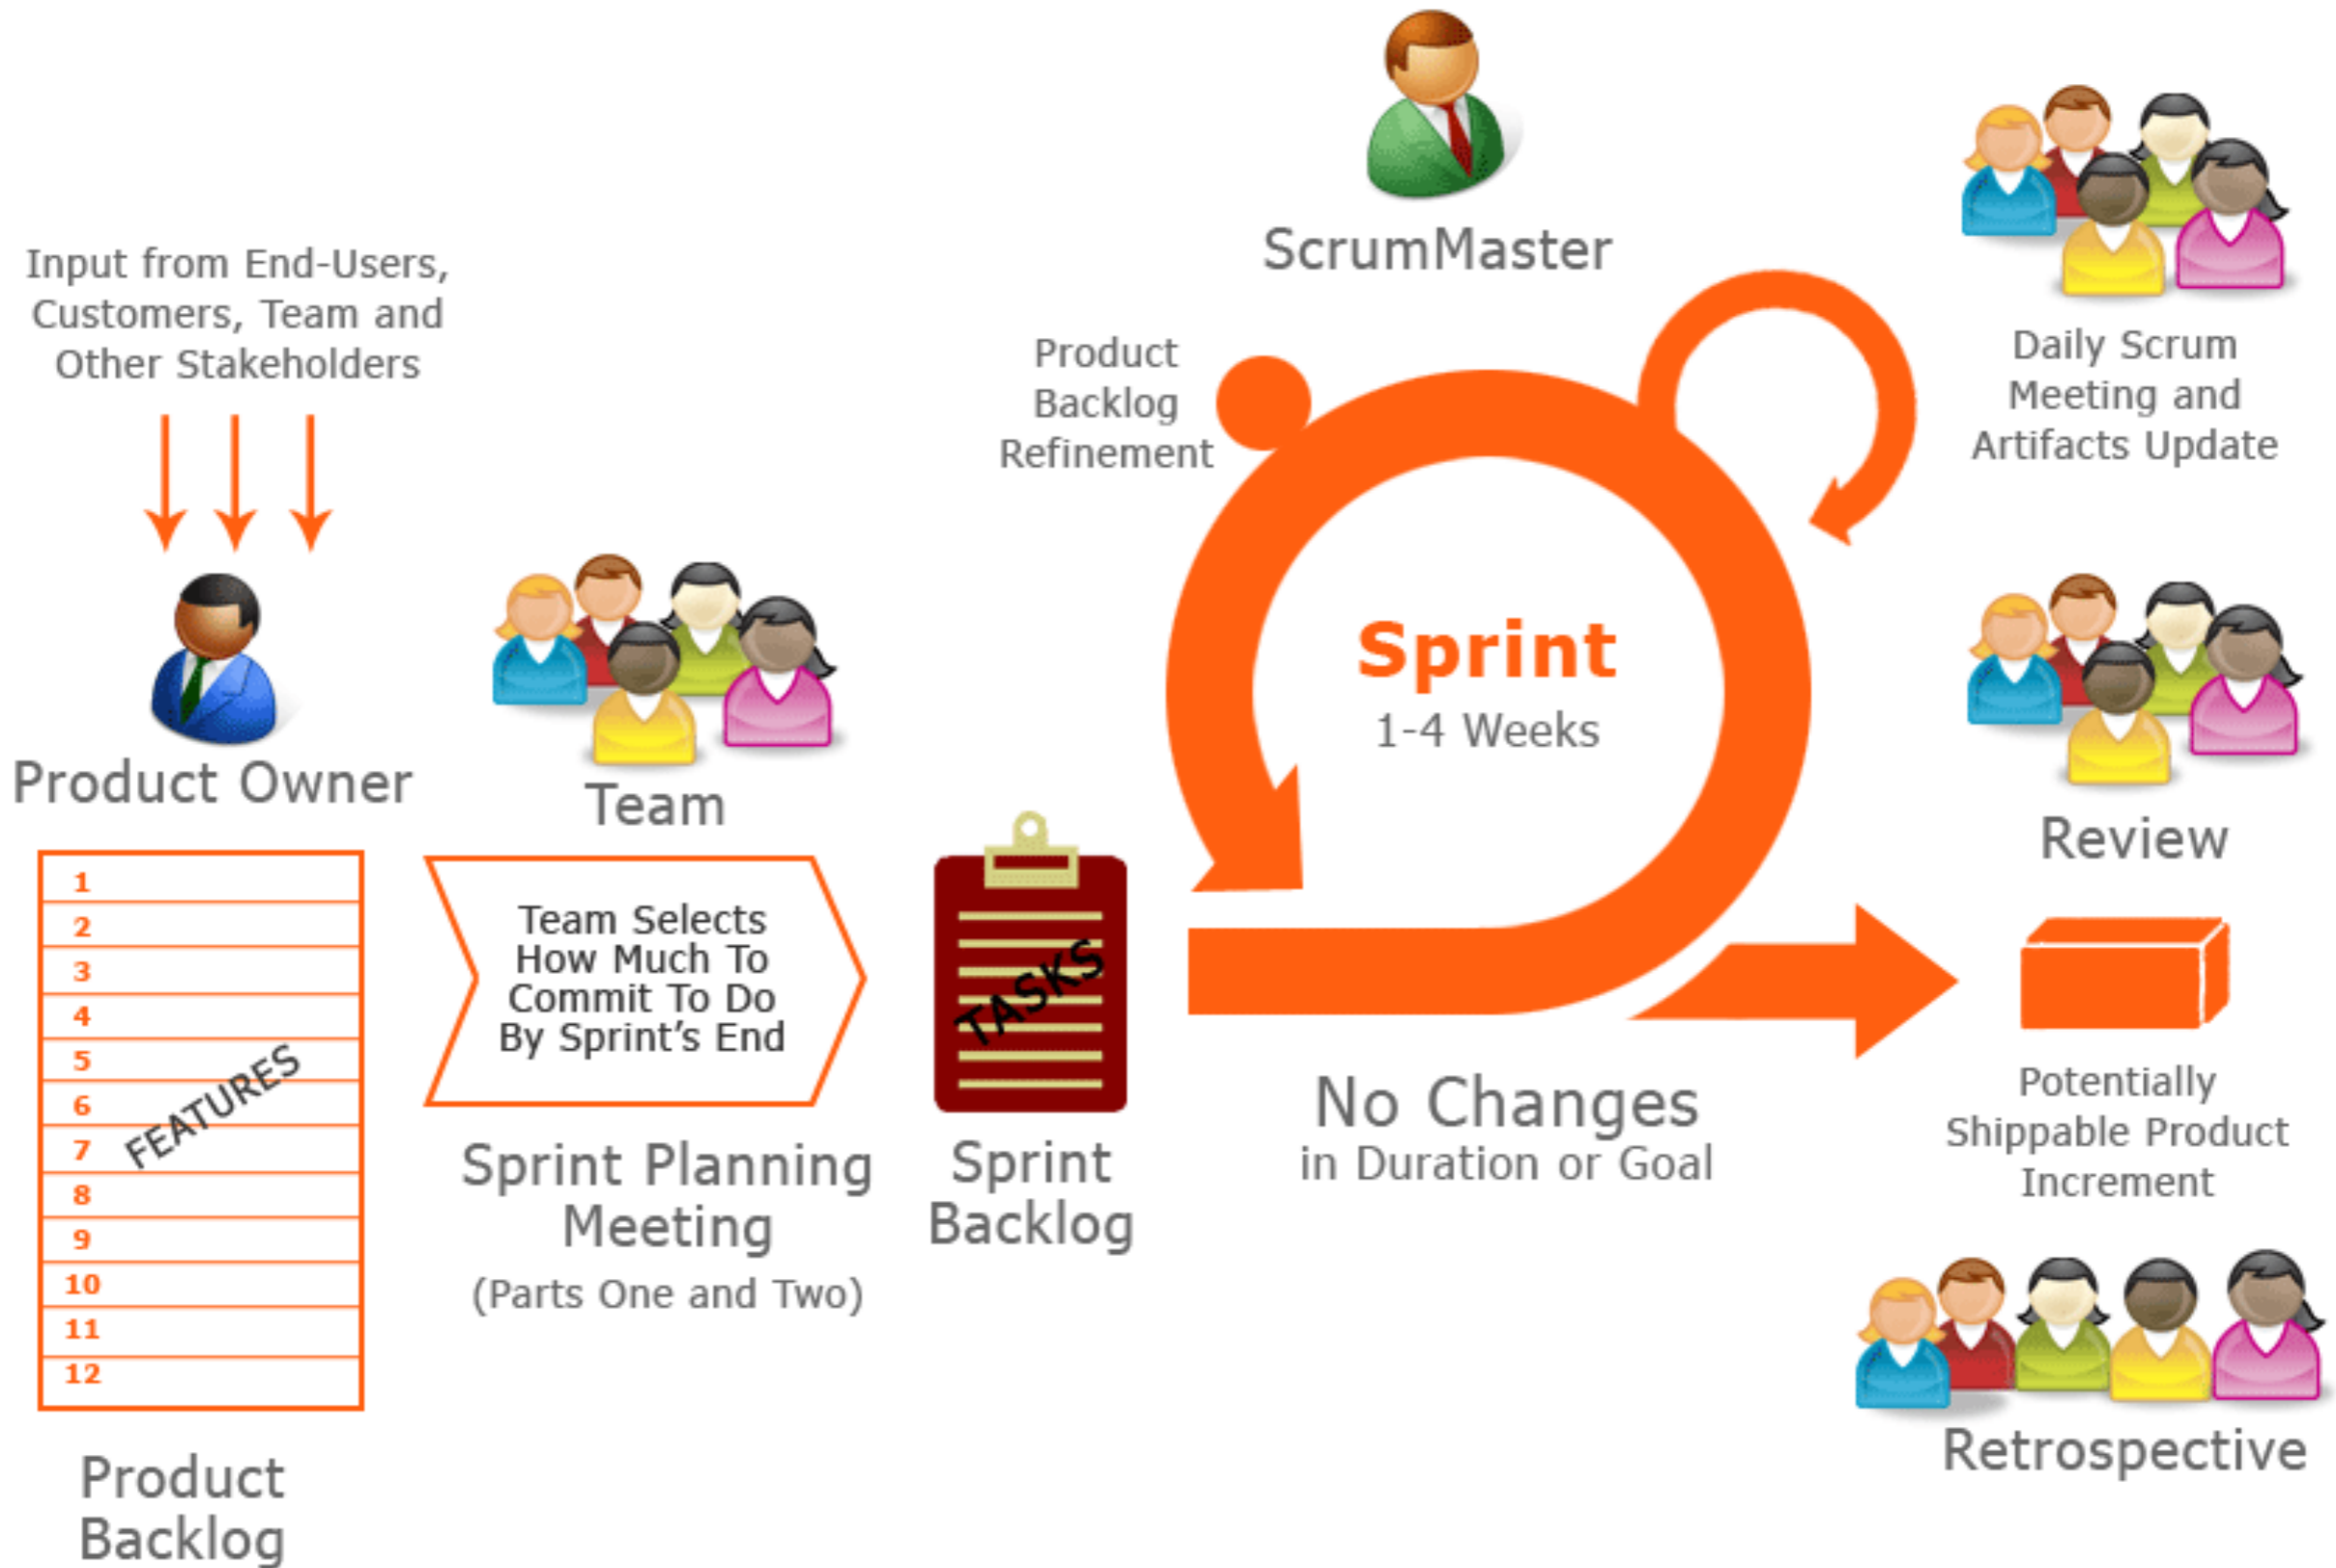 Input from End-Users,
Customers, Team and
Other Stakeholders
Product Owner
1
2
3
4
5
6
7
8
9
10
11
12
FEATURES
Product
Backlog
Team
Team Selects
How Much To
Commit To Do
By Sprint’s End
Sprint Planning
Meeting
(Parts One and Two)
TASKS
Sprint
Backlog
ScrumMaster
Product
Backlog
Refinement
Sprint
1-4 Weeks
No Changes
in Duration or Goal
Daily Scrum
Meeting and
Artifacts Update
Review
Potentially
Shippable Product
Increment
Retrospective